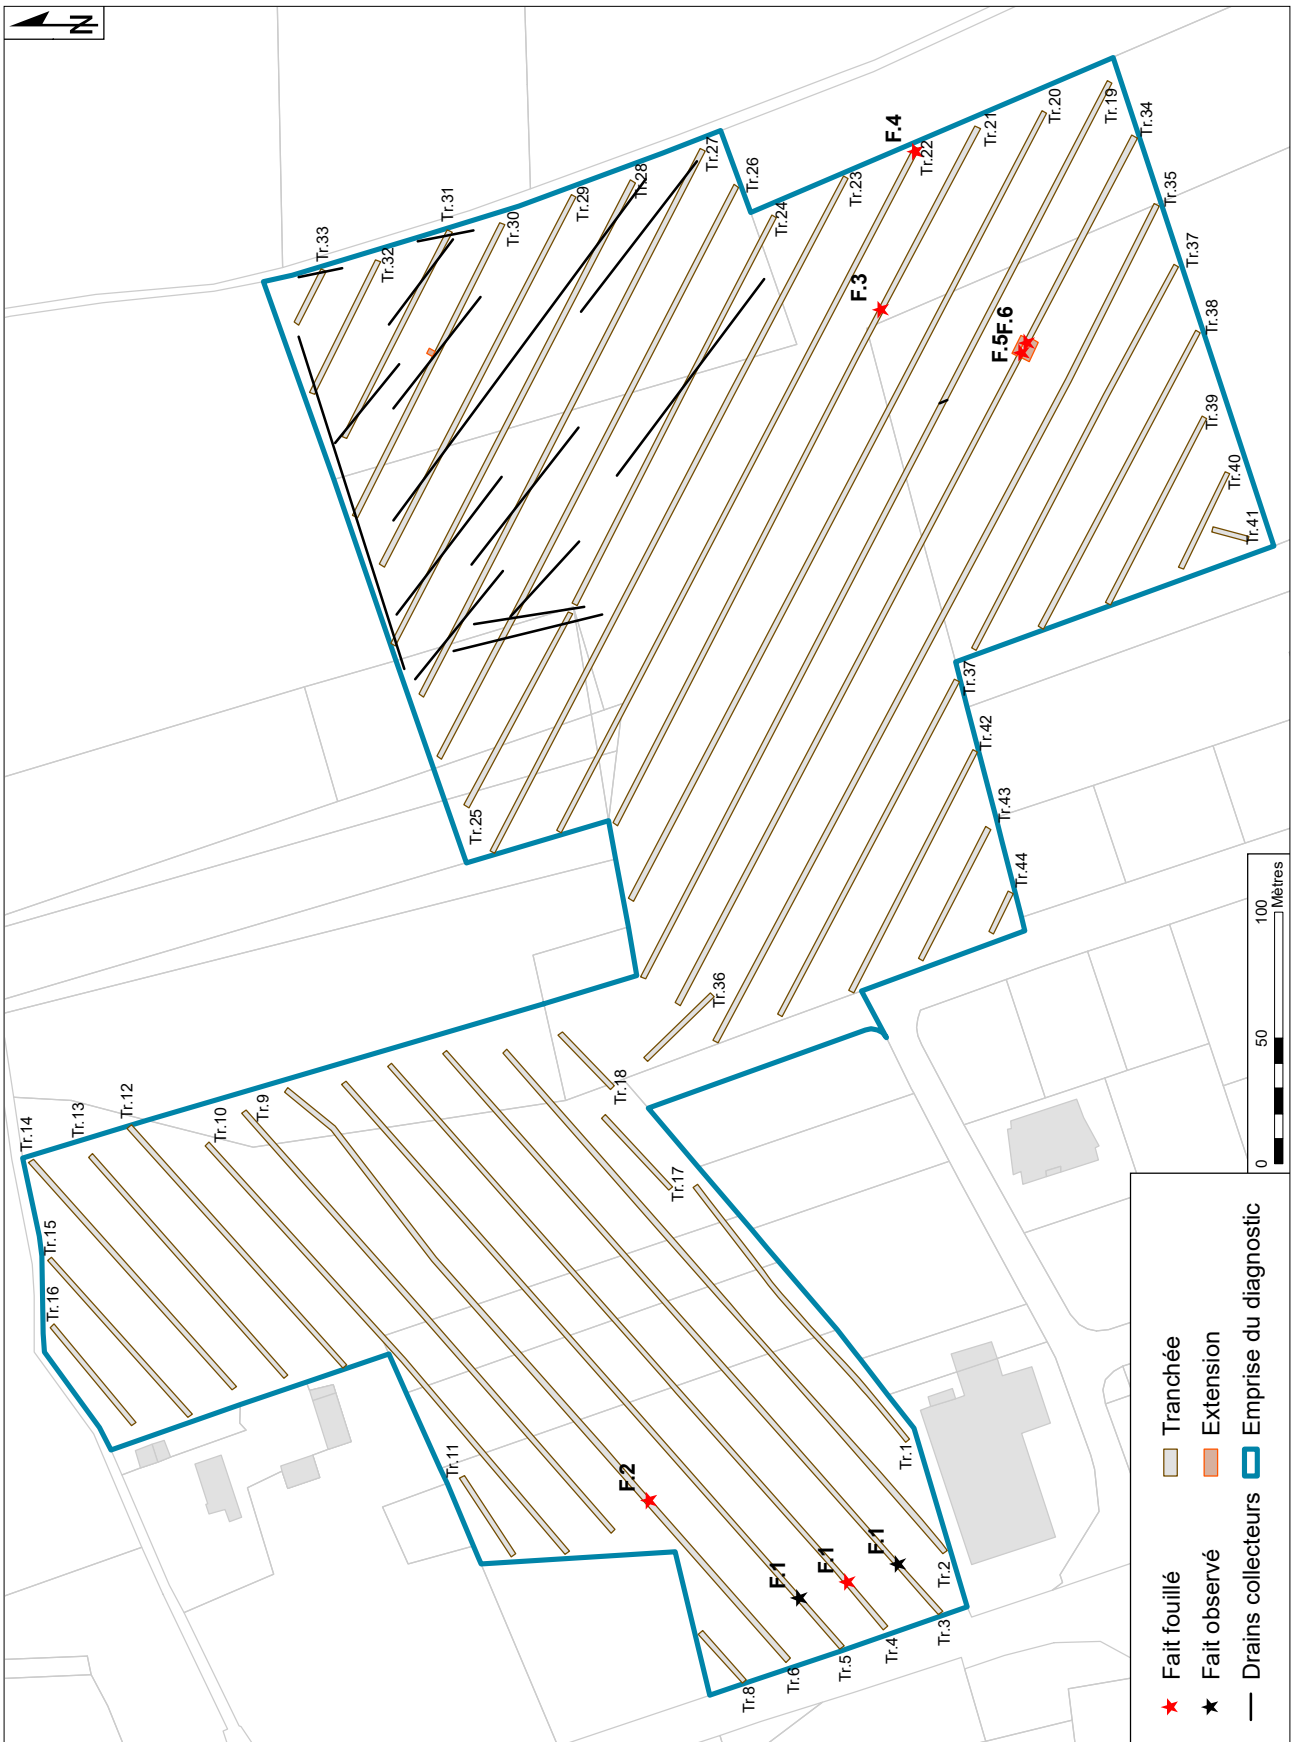 N
Tr.14
Tr.13
Tr.12
Tr.10
Tr.9
Tr.15
Tr.16
Tr.11
Tr.18
Tr.17
Tr.36
Tr.1
Tr.2
Tr.3
Tr.4
Tr.5
Tr.6
Tr.8
F.2
F.1
F.1
F.1
Tr.33
Tr.32
Tr.31
Tr.30
Tr.29
Tr.28
Tr.27
Tr.26
Tr.24
Tr.23
Tr.22
Tr.21
Tr.20
Tr.19
Tr.34
Tr.35
Tr.37
Tr.38
Tr.39
Tr.40
Tr.41
Tr.25
Tr.37
Tr.42
Tr.43
Tr.44
F.4
F.3
F.5
F.6
Fait fouillé
Fait observé
Drains collecteurs
Tranchée
Extension
Emprise du diagnostic
0 50 100
Mètres